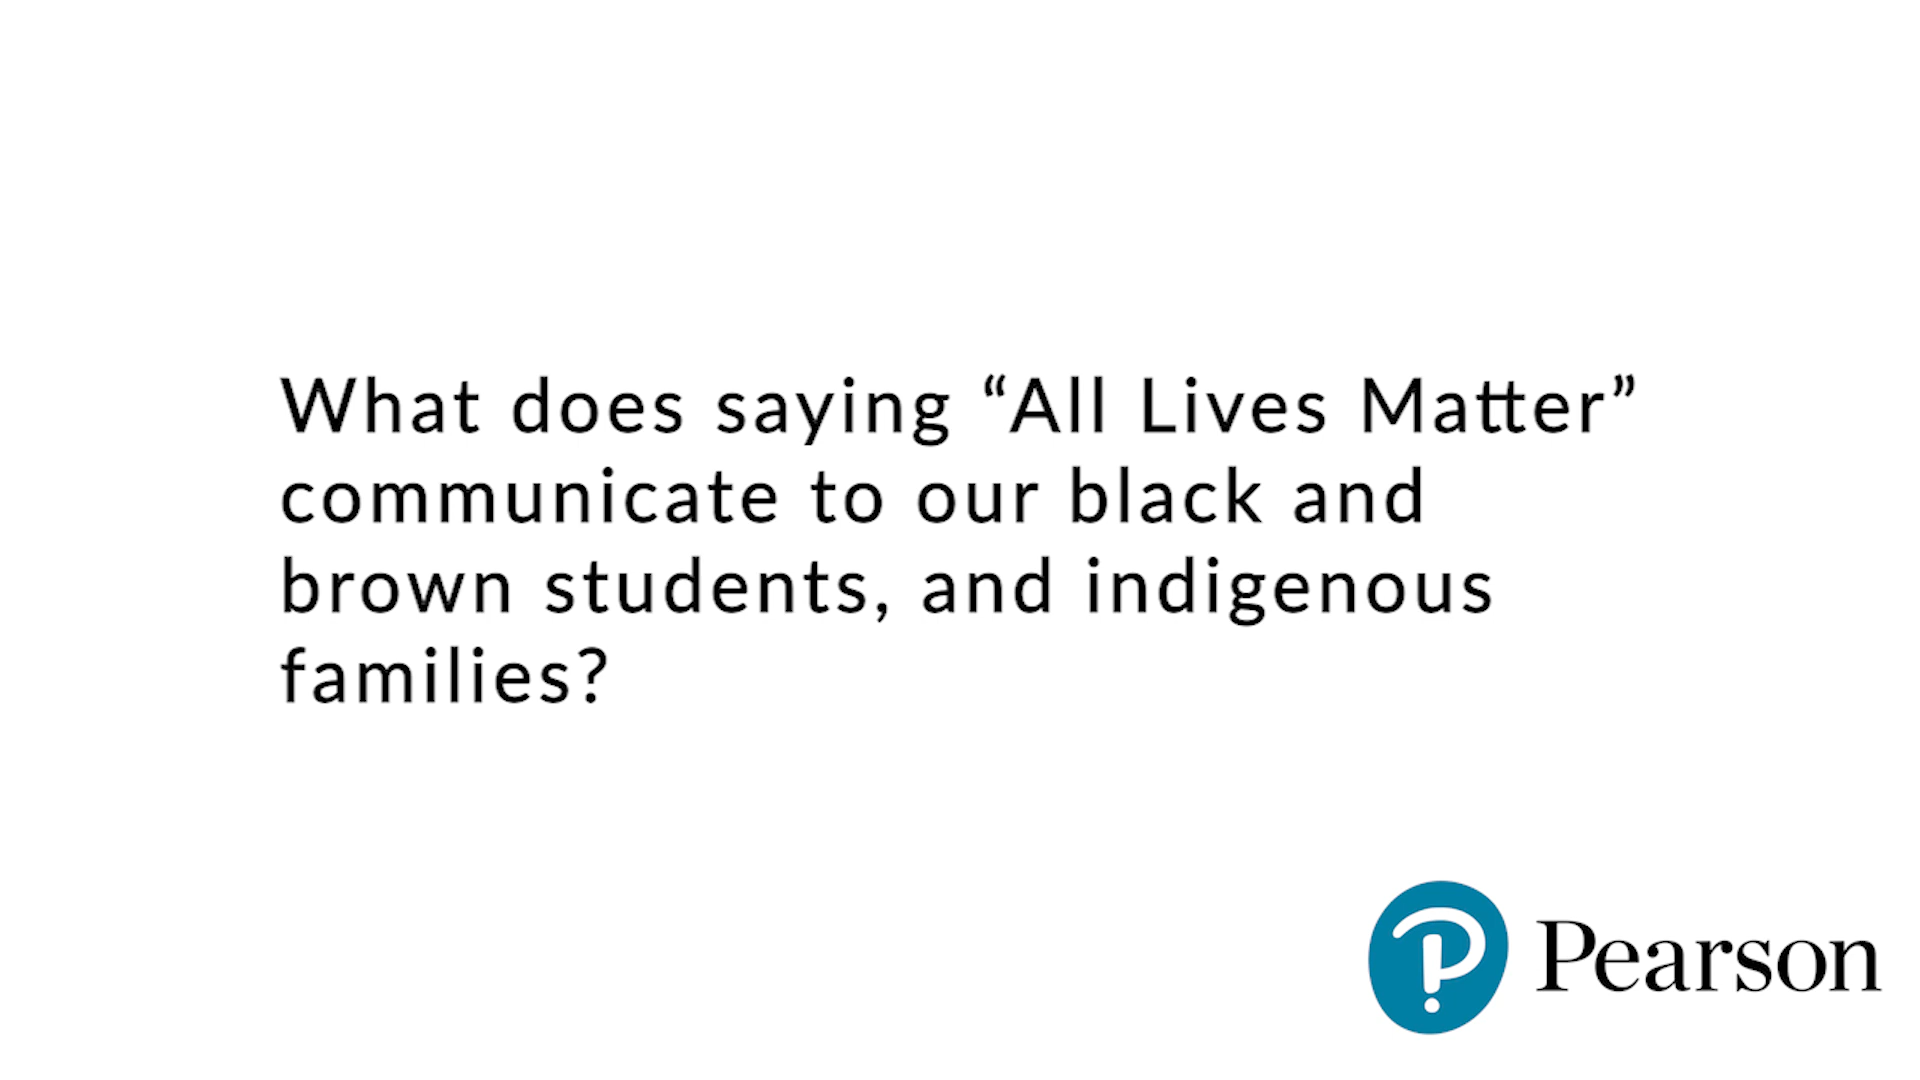 What does saying “All Lives Matter”
communicate to our black and
brown students, and indigenous
families?
Pearson